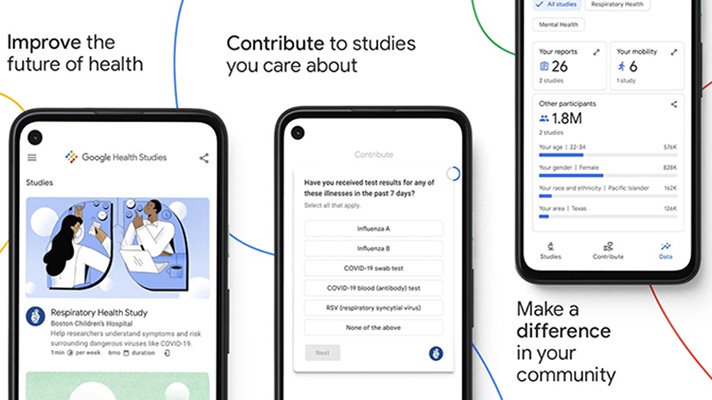 Improve the
future of health
Google Health Studies
Studies
Respiratory Health Study
Boston Children's Hospital
Help researchers understand symptoms and risk
surrounding dangerous viruses like COVID-19.
1 min per week 6mo duration
Contribute to studies
you care about
Contribute
Have you received test results for any of
these illnesses in the past 7 days?
Select all that apply.
Influenza A
Influenza B
COVID-19 swab test
COVID-19 blood (antibody) test
RSV (respiratory syncytial virus)
None of the above
Next
All studies
Respiratory Health
Mental Health
Your reports
26
2 studies
Your mobility
6
1 study
Other participants
1.8M
2 studies
Your age | 22-34 576K
Your gender | Female 828K
Your race and ethnicity | Pacific Islander 162K
Your area | Texas 126K
Studies
Contribute
Data
Make a
difference
in your
community